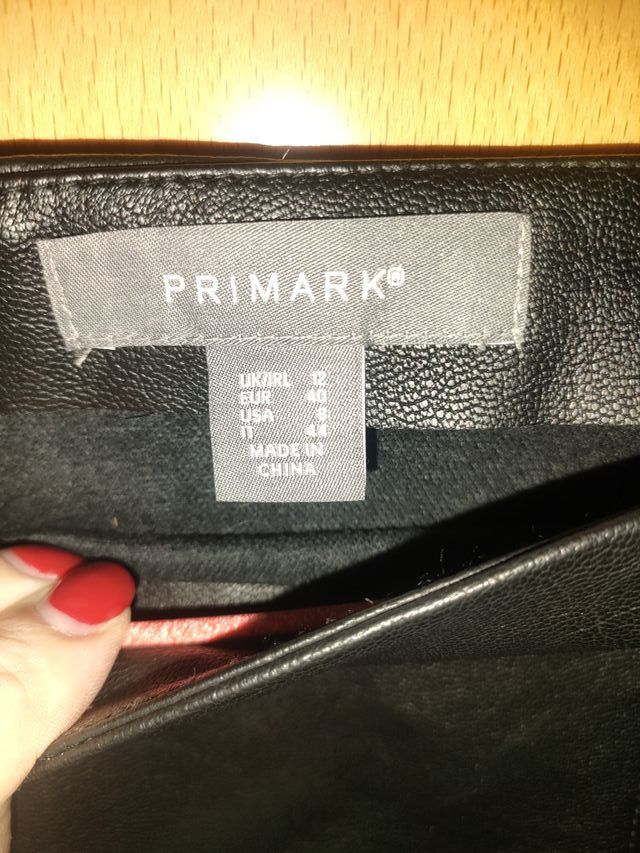 PRIMARK®
UK/IRL 12
EUR 40
USA 8
IT 44
MADE IN
CHINA